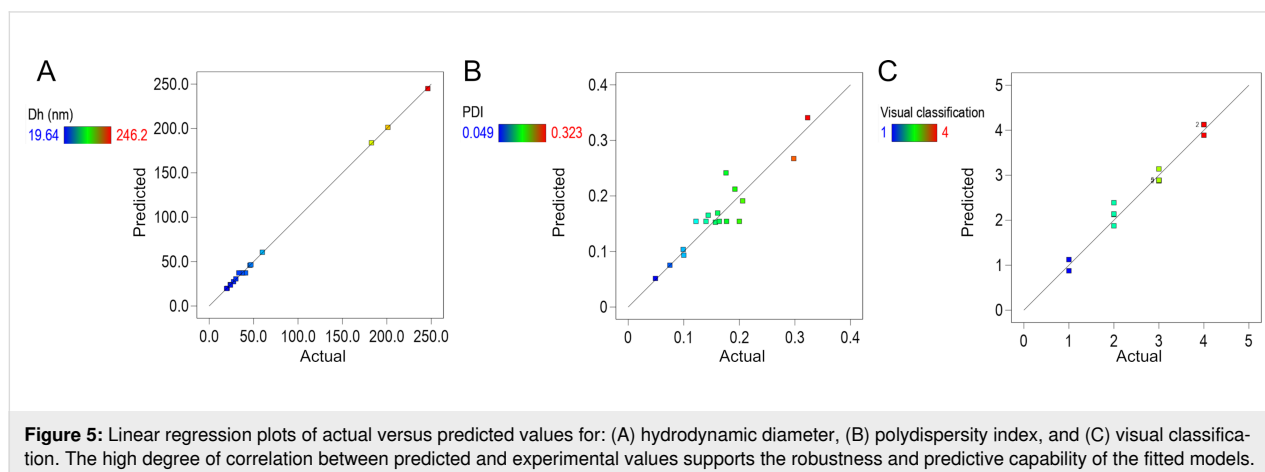 A
Dh (nm)
19.64 246.2
Predicted
250.0
200.0
150.0
100.0
50.0
0.0
0.0 50.0 100.0 150.0 200.0 250.0
Actual
B
PDI
0.049 0.323
Predicted
0.4
0.3
0.2
0.1
0
0 0.1 0.2 0.3 0.4
Actual
C
Visual classification
1 4
Predicted
5
4
3
2
1
0
2
0 1 2 3 4 5
Actual
Figure 5: Linear regression plots of actual versus predicted values for: (A) hydrodynamic diameter, (B) polydispersity index, and (C) visual classifica-
tion. The high degree of correlation between predicted and experimental values supports the robustness and predictive capability of the fitted models.